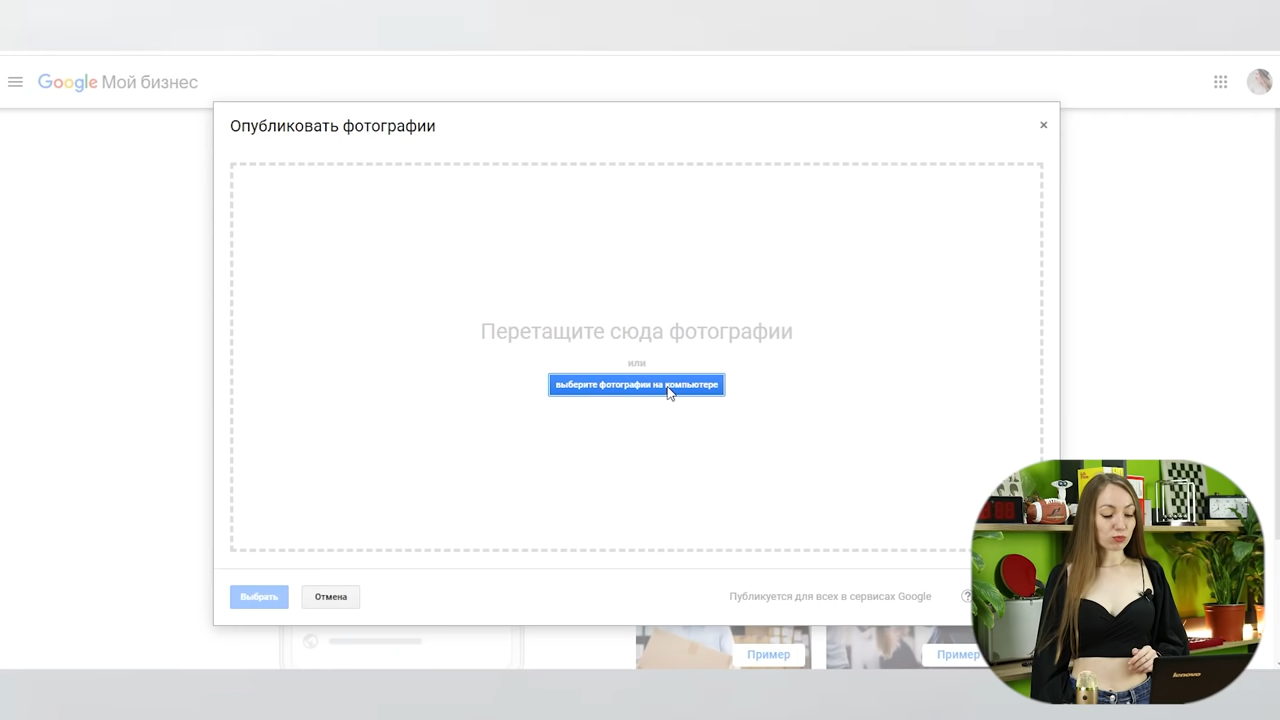 Google Мой бизнес
Опубликовать фотографии
×
Перетащите сюда фотографии
или
выберите фотографии на компьютере
Выбрать
Отмена
Публикуется для всех в сервисах Google
?
Пример
Пример
lenovo